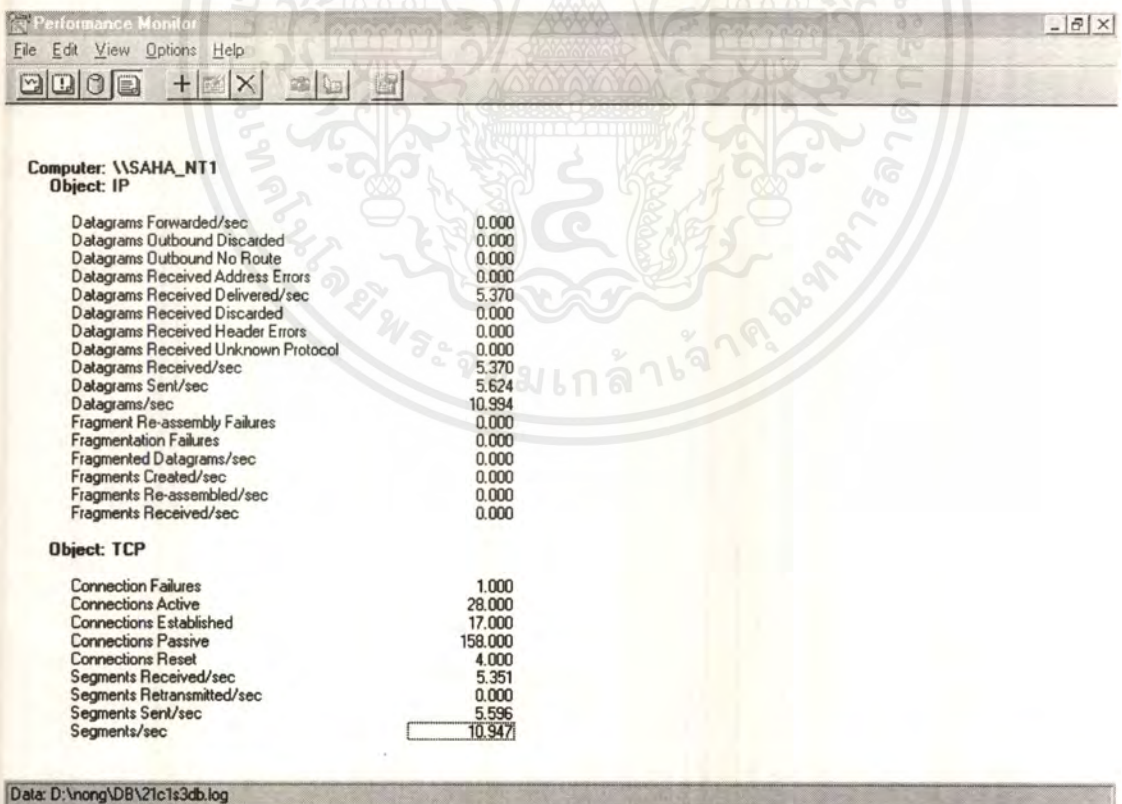 Performance Monitor
File Edit View Options Help
Computer: \\SAHA_NT1
Object: IP
Datagrams Forwarded/sec 0.000
Datagrams Outbound Discarded 0.000
Datagrams Outbound No Route 0.000
Datagrams Received Address Errors 0.000
Datagrams Received Delivered/sec 5.370
Datagrams Received Discarded 0.000
Datagrams Received Header Errors 0.000
Datagrams Received Unknown Protocol 0.000
Datagrams Received/sec 5.370
Datagrams Sent/sec 5.624
Datagrams/sec 10.994
Fragment Re-assembly Failures 0.000
Fragmentation Failures 0.000
Fragmented Datagrams/sec 0.000
Fragments Created/sec 0.000
Fragments Re-assembled/sec 0.000
Fragments Received/sec 0.000
Object: TCP
Connection Failures 1.000
Connections Active 28.000
Connections Established 17.000
Connections Passive 158.000
Connections Reset 4.000
Segments Received/sec 5.351
Segments Retransmitted/sec 0.000
Segments Sent/sec 5.596
Segments/sec 10.947
Data: D:\nong\DB\21c1s3db.log